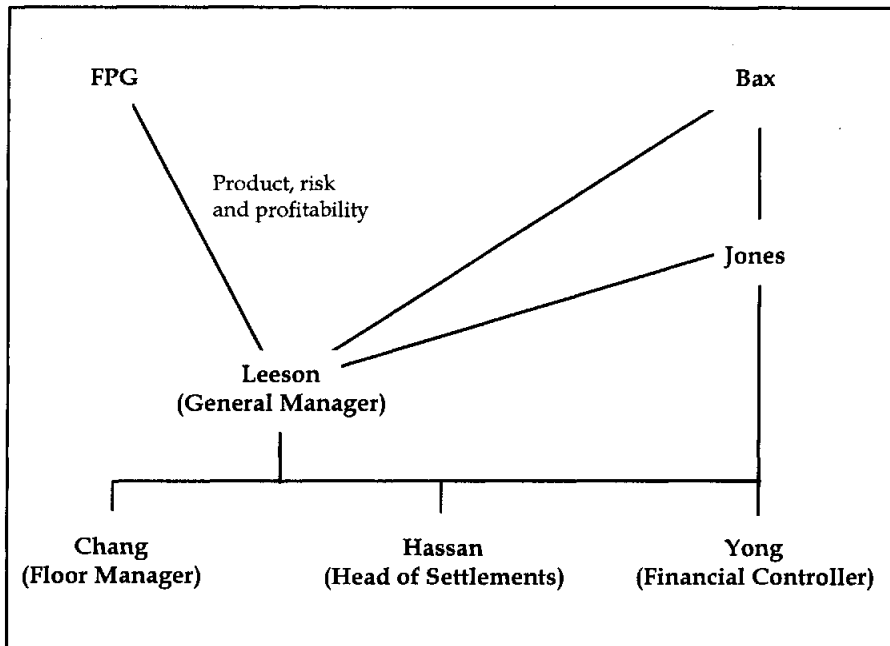 FPG
Bax
Product, risk
and profitability
Jones
Leeson
(General Manager)
Chang
(Floor Manager)
Hassan
(Head of Settlements)
Yong
(Financial Controller)